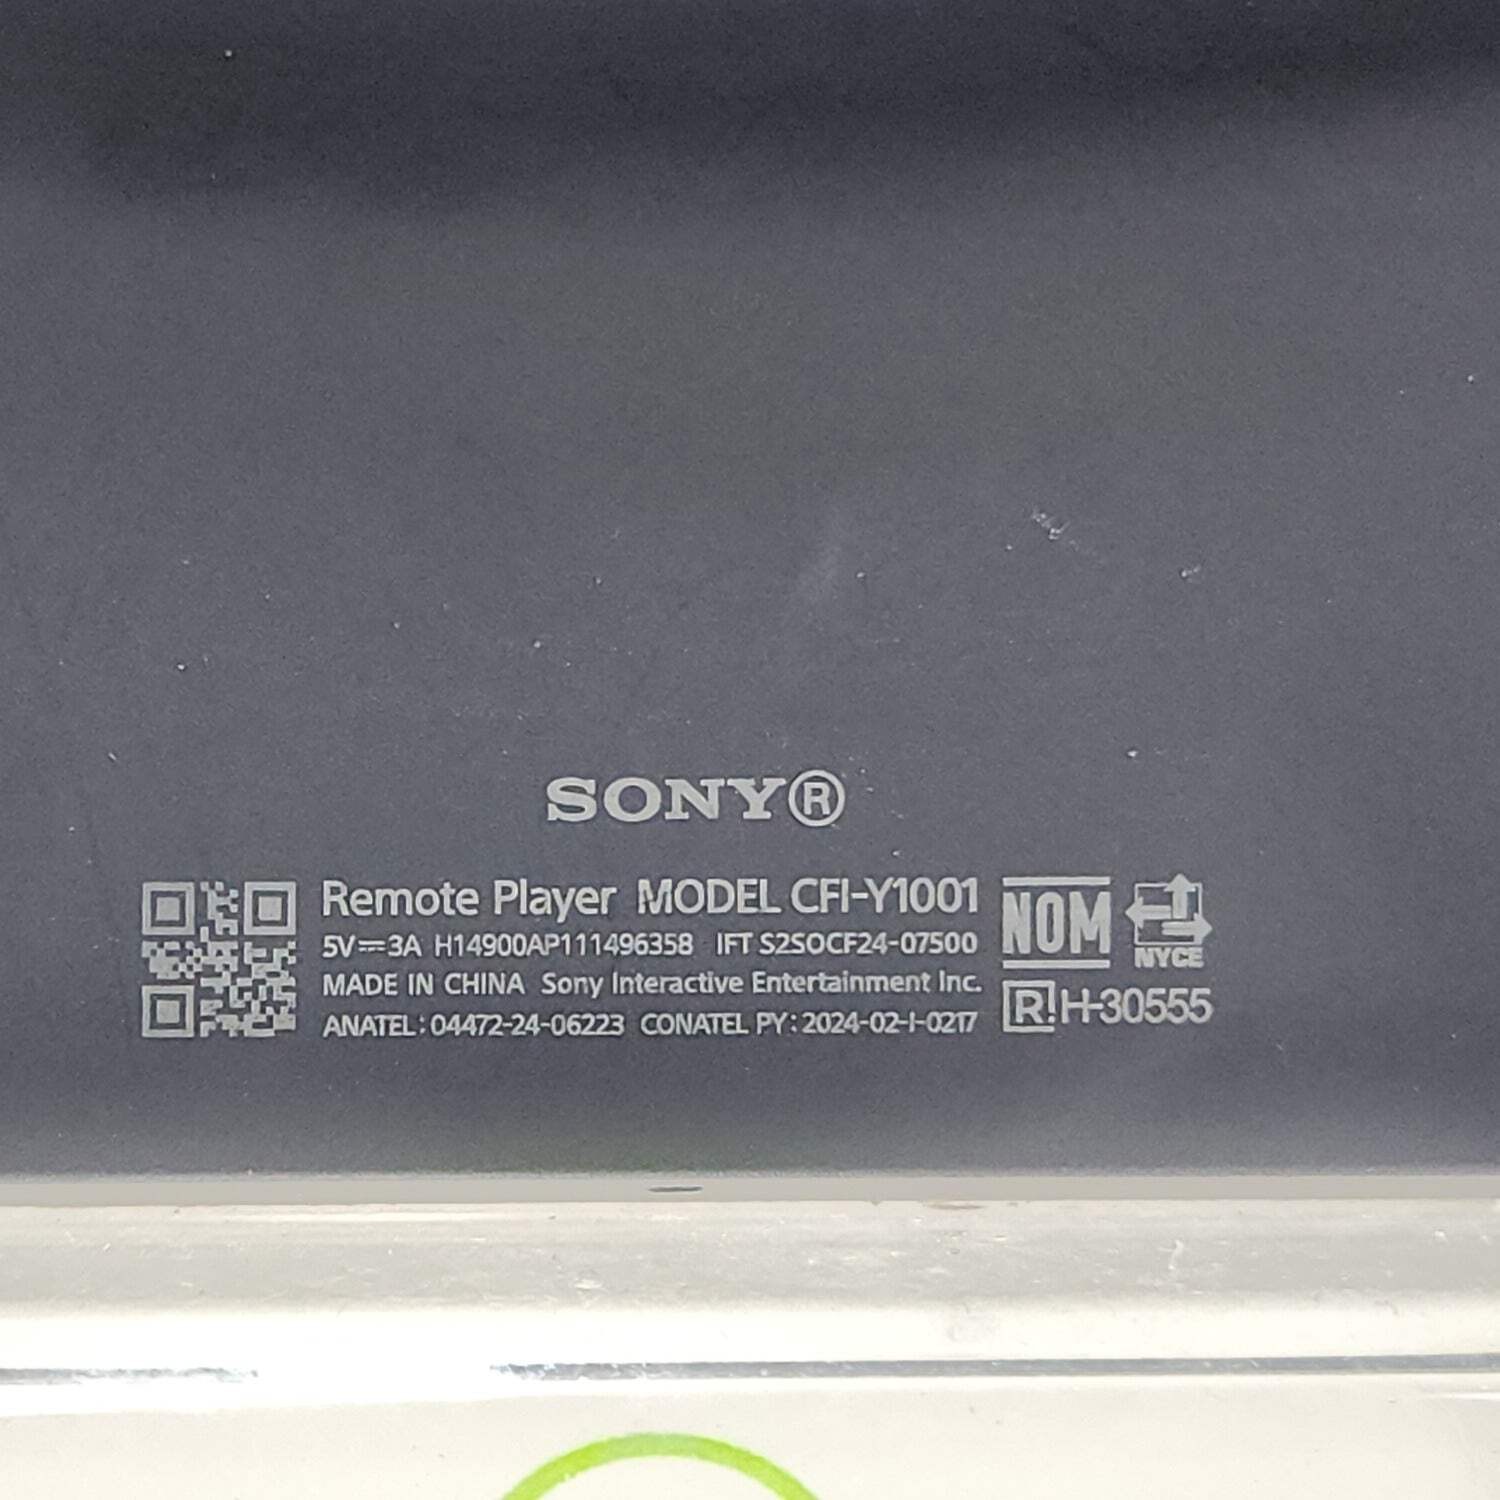 SONY®
Remote Player MODEL CFI-Y1001
5V⎓3A H14900AP111496358 IFT S2SOCF24-07500
MADE IN CHINA Sony Interactive Entertainment Inc.
ANATEL: 04472-24-06223 CONATEL PY: 2024-02-I-0217
NOM NYCE
R! H-30555